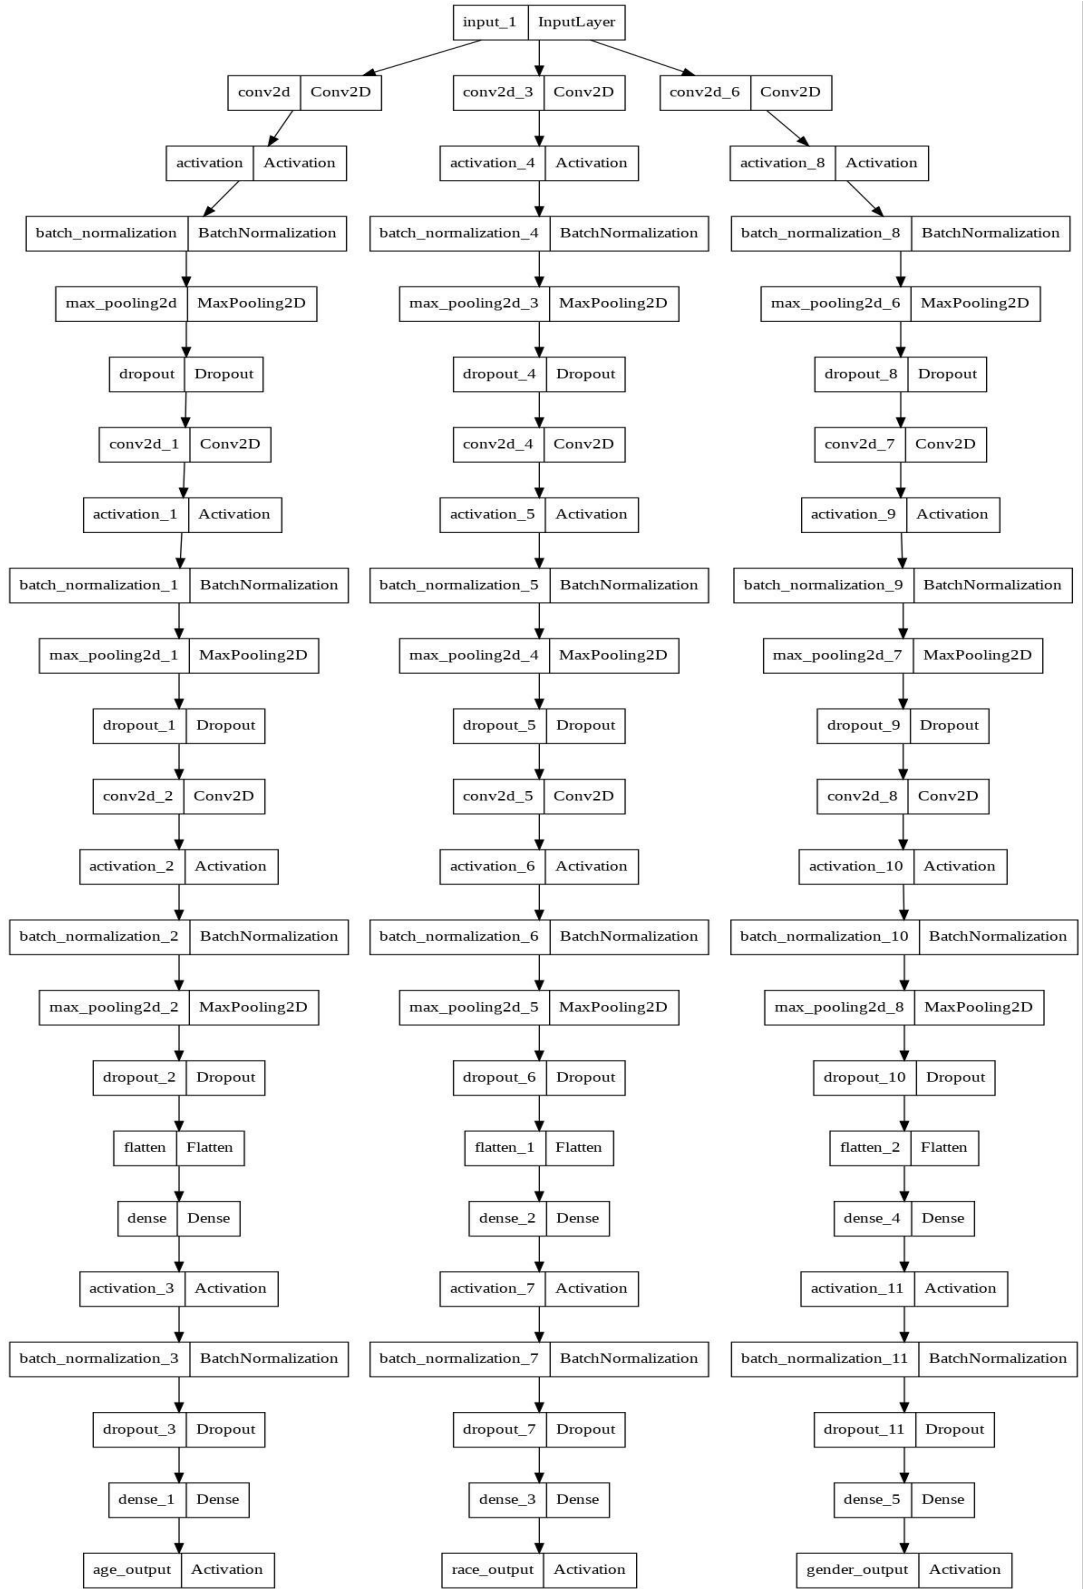 input_1 InputLayer
conv2d Conv2D conv2d_3 Conv2D conv2d_6 Conv2D
activation Activation activation_4 Activation activation_8 Activation
batch_normalization BatchNormalization batch_normalization_4 BatchNormalization batch_normalization_8 BatchNormalization
max_pooling2d MaxPooling2D max_pooling2d_3 MaxPooling2D max_pooling2d_6 MaxPooling2D
dropout Dropout dropout_4 Dropout dropout_8 Dropout
conv2d_1 Conv2D conv2d_4 Conv2D conv2d_7 Conv2D
activation_1 Activation activation_5 Activation activation_9 Activation
batch_normalization_1 BatchNormalization batch_normalization_5 BatchNormalization batch_normalization_9 BatchNormalization
max_pooling2d_1 MaxPooling2D max_pooling2d_4 MaxPooling2D max_pooling2d_7 MaxPooling2D
dropout_1 Dropout dropout_5 Dropout dropout_9 Dropout
conv2d_2 Conv2D conv2d_5 Conv2D conv2d_8 Conv2D
activation_2 Activation activation_6 Activation activation_10 Activation
batch_normalization_2 BatchNormalization batch_normalization_6 BatchNormalization batch_normalization_10 BatchNormalization
max_pooling2d_2 MaxPooling2D max_pooling2d_5 MaxPooling2D max_pooling2d_8 MaxPooling2D
dropout_2 Dropout dropout_6 Dropout dropout_10 Dropout
flatten Flatten flatten_1 Flatten flatten_2 Flatten
dense Dense dense_2 Dense dense_4 Dense
activation_3 Activation activation_7 Activation activation_11 Activation
batch_normalization_3 BatchNormalization batch_normalization_7 BatchNormalization batch_normalization_11 BatchNormalization
dropout_3 Dropout dropout_7 Dropout dropout_11 Dropout
dense_1 Dense dense_3 Dense dense_5 Dense
age_output Activation race_output Activation gender_output Activation